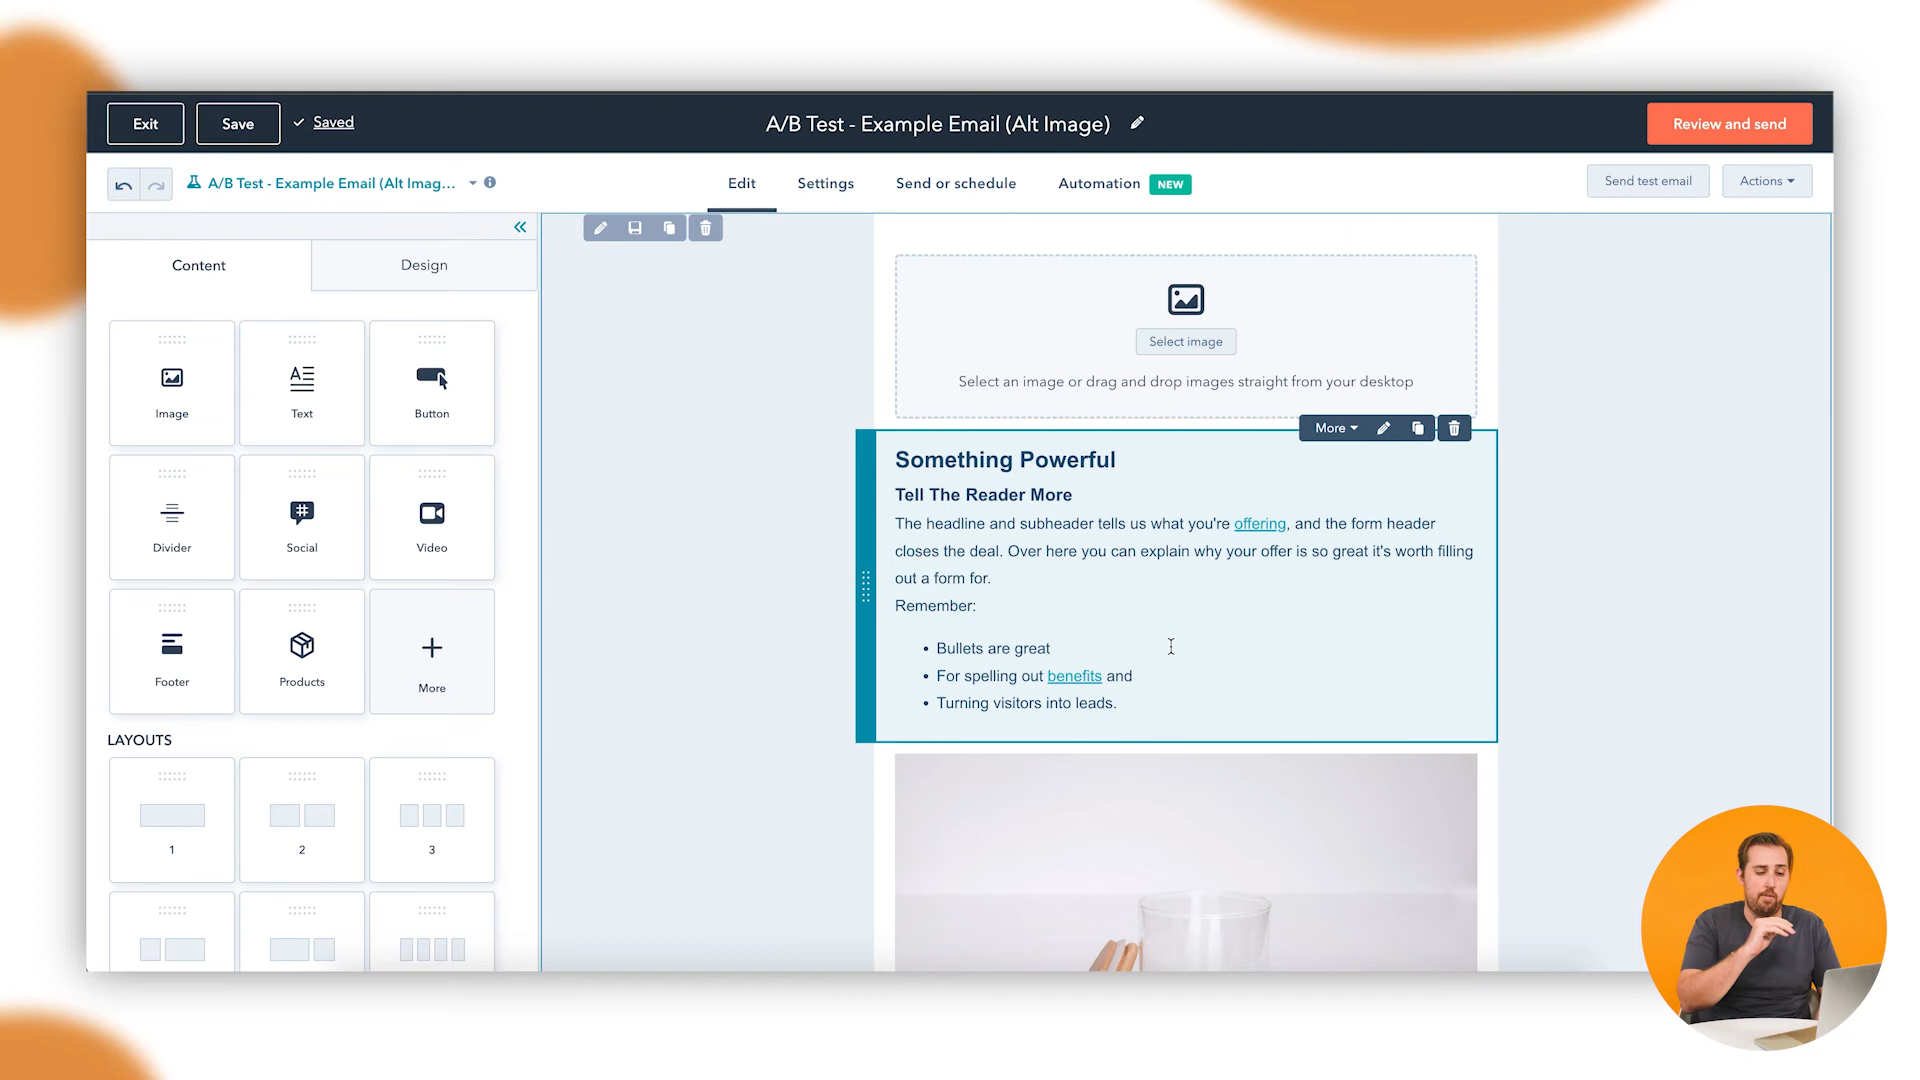 Exit
Save
Saved
A/B Test - Example Email (Alt Image)
Review and send
A/B Test - Example Email (Alt Imag...
Edit
Settings
Send or schedule
Automation NEW
Send test email
Actions
Content
Design
Image
Text
Button
Divider
Social
Video
Footer
Products
More
LAYOUTS
1
2
3
Select image
Select an image or drag and drop images straight from your desktop
More
Something Powerful
Tell The Reader More
The headline and subheader tells us what you're offering, and the form header
closes the deal. Over here you can explain why your offer is so great it's worth filling
out a form for.
Remember:
• Bullets are great
• For spelling out benefits and
• Turning visitors into leads.